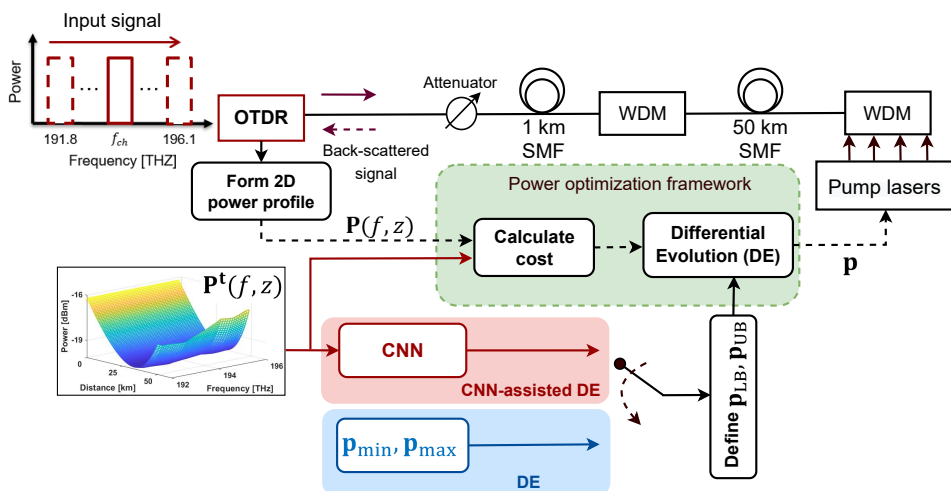 Input signal
Power
...
...
191.8
f_ch
196.1
Frequency [THZ]
OTDR
Back-scattered
signal
Attenuator
1 km
SMF
WDM
50 km
SMF
WDM
Pump lasers
Form 2D
power profile
P(f, z)
Power optimization framework
Calculate
cost
Differential
Evolution (DE)
p
P^t(f, z)
-16
-19
Power [dBm]
0
25
50
Distance [km]
192
194
196
Frequency [THz]
CNN
CNN-assisted DE
p_min, p_max
DE
Define p_LB, p_UB